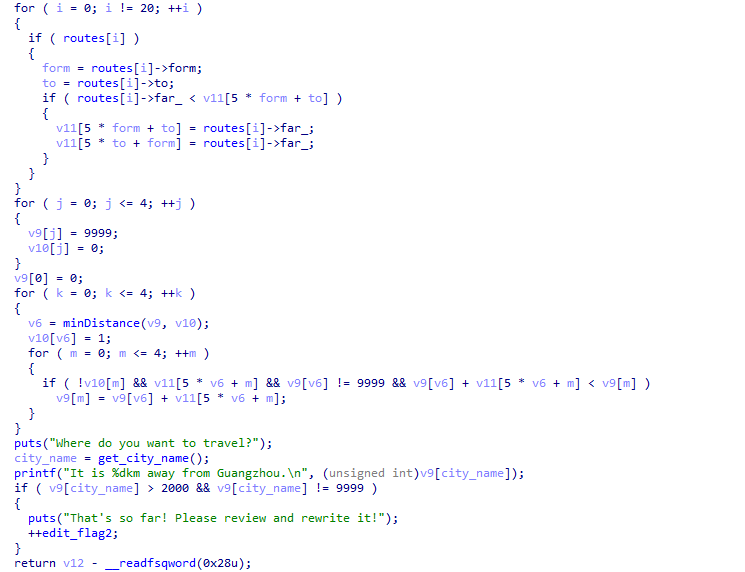 for ( i = 0; i != 20; ++i )
{
if ( routes[i] )
{
form = routes[i]->form;
to = routes[i]->to;
if ( routes[i]->far_ < v11[5 * form + to] )
{
v11[5 * form + to] = routes[i]->far_;
v11[5 * to + form] = routes[i]->far_;
}
}
}
for ( j = 0; j <= 4; ++j )
{
v9[j] = 9999;
v10[j] = 0;
}
v9[0] = 0;
for ( k = 0; k <= 4; ++k )
{
v6 = minDistance(v9, v10);
v10[v6] = 1;
for ( m = 0; m <= 4; ++m )
{
if ( !v10[m] && v11[5 * v6 + m] && v9[v6] != 9999 && v9[v6] + v11[5 * v6 + m] < v9[m] )
v9[m] = v9[v6] + v11[5 * v6 + m];
}
}
puts("Where do you want to travel?");
city_name = get_city_name();
printf("It is %dkm away from Guangzhou.\n", (unsigned int)v9[city_name]);
if ( v9[city_name] > 2000 && v9[city_name] != 9999 )
{
puts("That's so far! Please review and rewrite it!");
++edit_flag2;
}
return v12 - __readfsqword(0x28u);